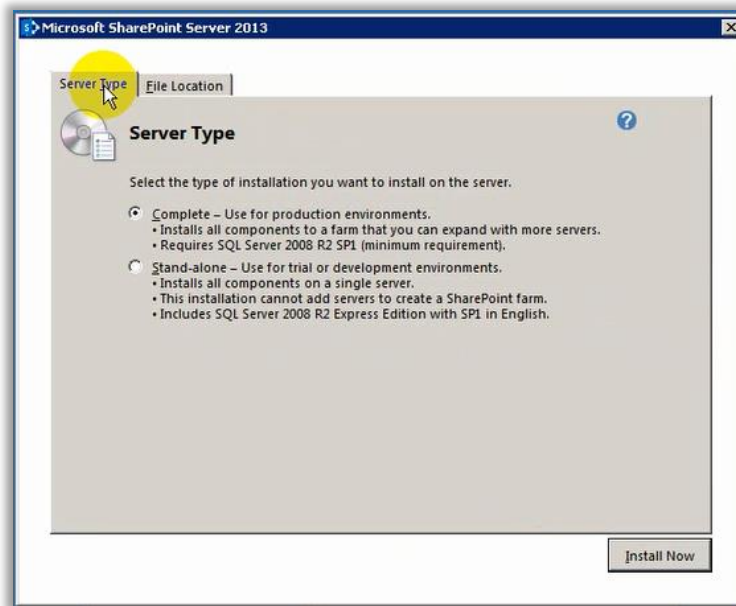 Microsoft SharePoint Server 2013
Server Type
File Location
Server Type
Select the type of installation you want to install on the server.
Complete – Use for production environments.
• Installs all components to a farm that you can expand with more servers.
• Requires SQL Server 2008 R2 SP1 (minimum requirement).
Stand-alone – Use for trial or development environments.
• Installs all components on a single server.
• This installation cannot add servers to create a SharePoint farm.
• Includes SQL Server 2008 R2 Express Edition with SP1 in English.
Install Now